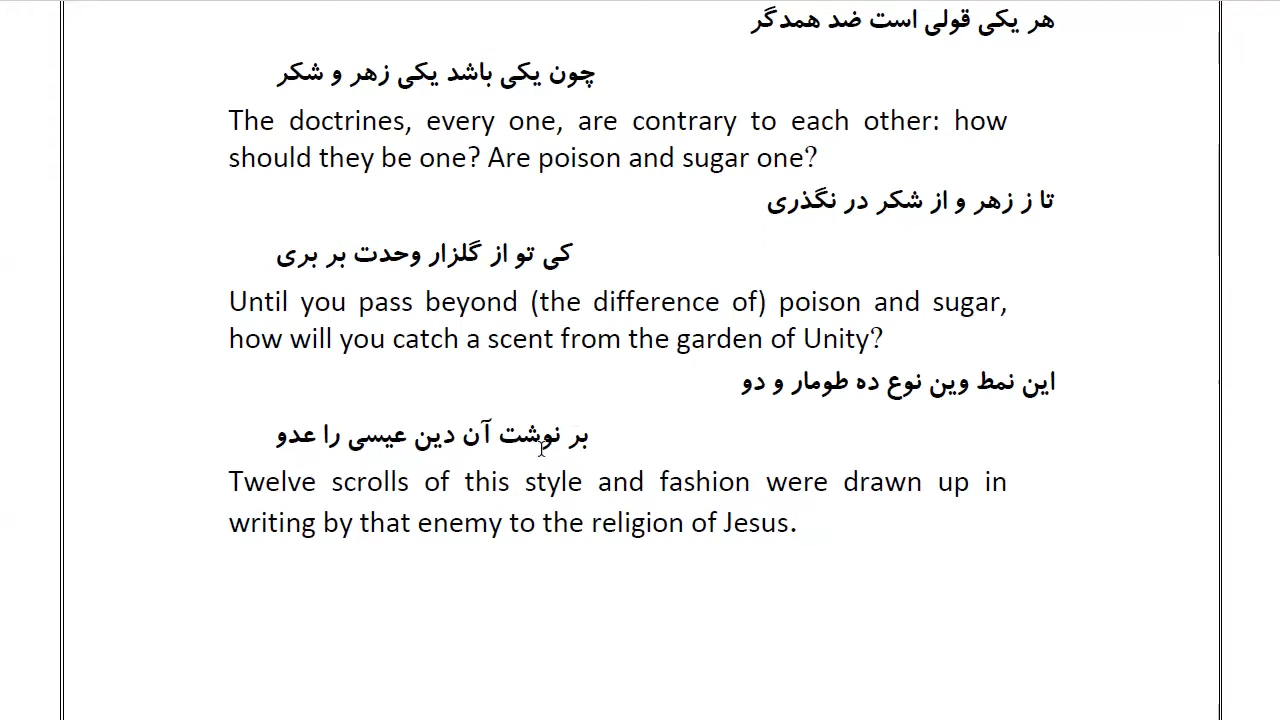 هر یکی قولی است ضد همدگر
چون یکی باشد یکی زهر و شکر
The doctrines, every one, are contrary to each other: how
should they be one? Are poison and sugar one?
تا ز زهر و از شکر در نگذری
کی تو از گلزار وحدت بر بری
Until you pass beyond (the difference of) poison and sugar,
how will you catch a scent from the garden of Unity?
این نمط وین نوع ده طومار و دو
بر نوشت آن دین عیسی را عدو
Twelve scrolls of this style and fashion were drawn up in
writing by that enemy to the religion of Jesus.